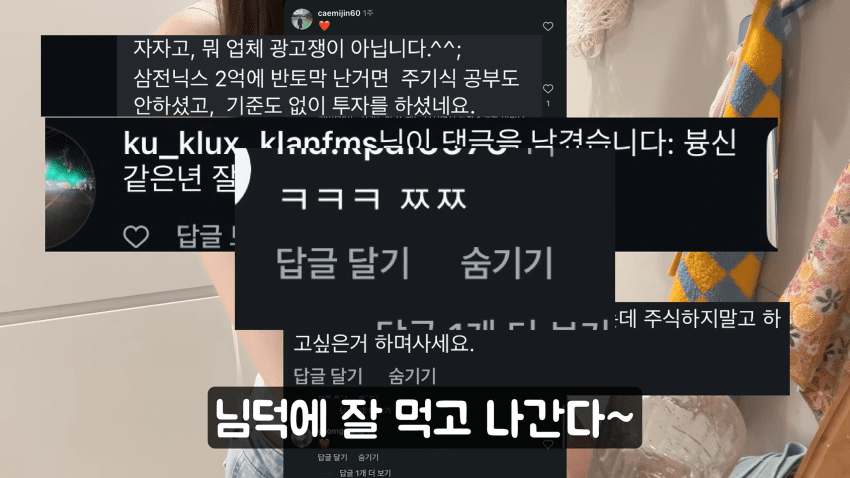 caemijin60 1주
❤️
자자고, 뭐 업체 광고쟁이 아닙니다.^^;
삼전닉스 2억에 반토막 난거면 주기식 공부도
안하셨고, 기준도 없이 투자를 하셨네요.
1
님이 댓글을 남겼습니다: 븅신
같은년 잘
ㅋㅋㅋ ㅉㅉ
답글
답글 달기 숨기기
데 주식하지말고 하
고싶은거 하며사세요.
답글 달기 숨기기
님덕에 잘 먹고 나간다~
답글 달기 숨기기
답글 1개 더 보기